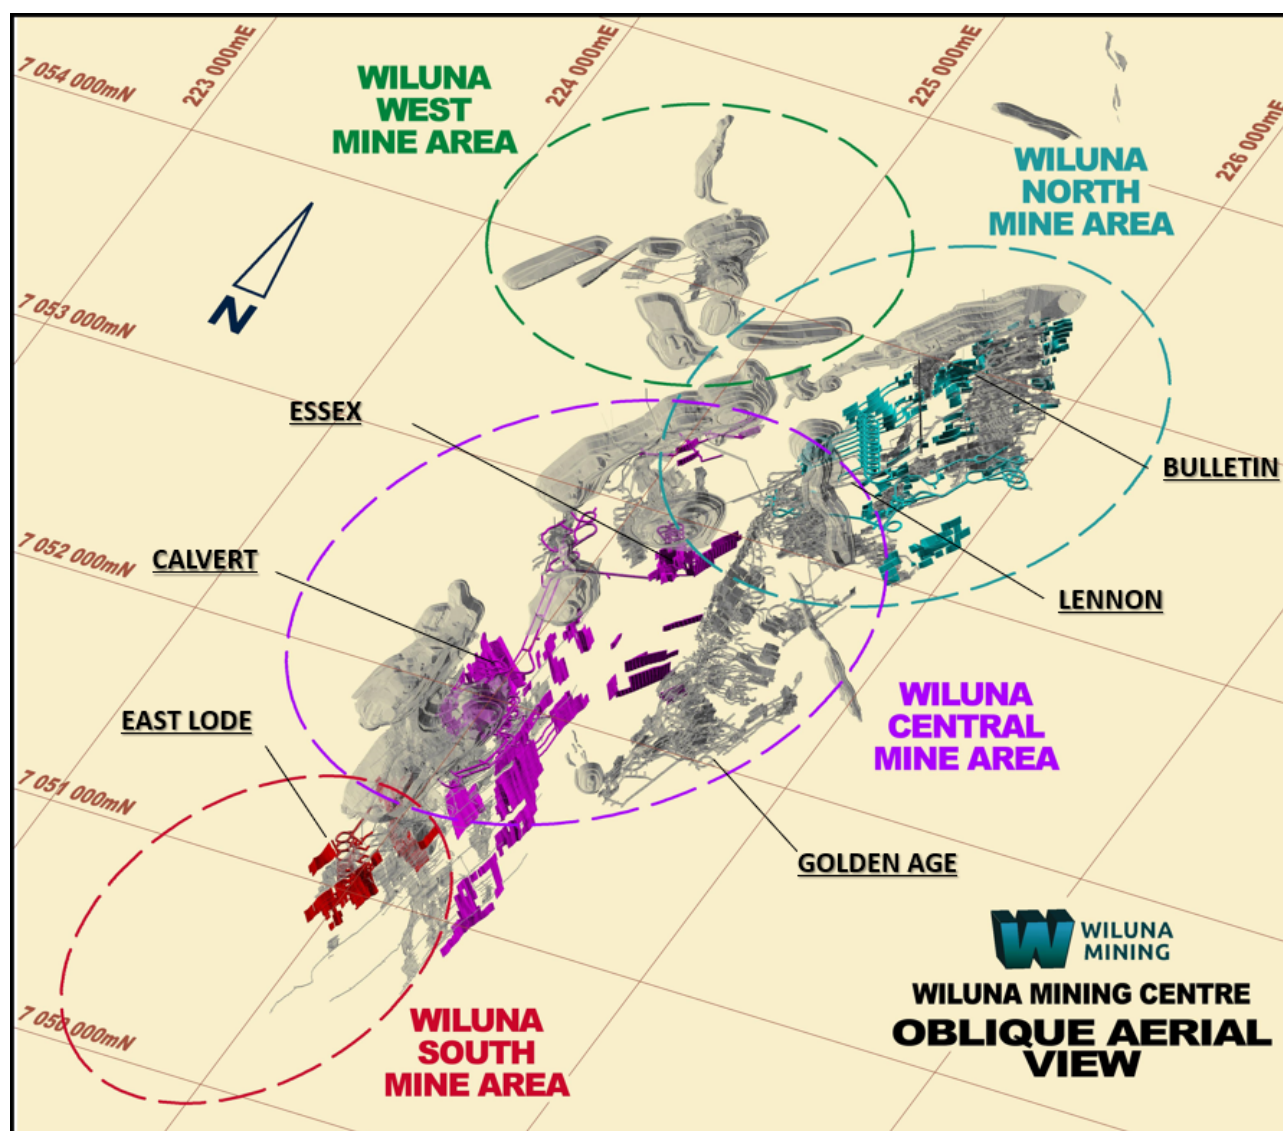 7 054 000mN
223 000mE
224 000mE
225 000mE
226 000mE
WILUNA
WEST
MINE AREA
WILUNA
NORTH
MINE AREA
N
7 053 000mN
ESSEX
BULLETIN
7 052 000mN
CALVERT
LENNON
EAST LODE
WILUNA
CENTRAL
MINE AREA
7 051 000mN
GOLDEN AGE
7 050 000mN
WILUNA
SOUTH
MINE AREA
W WILUNA
MINING
WILUNA MINING CENTRE
OBLIQUE AERIAL
VIEW